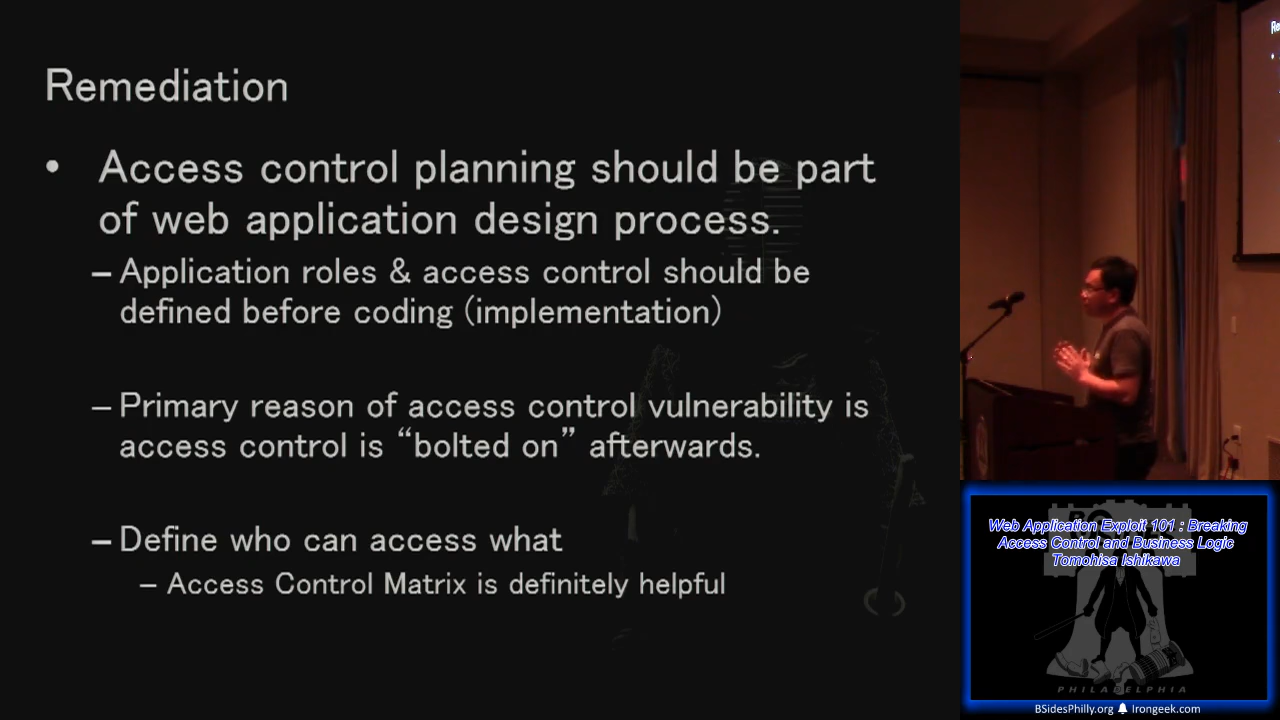 Remediation
• Access control planning should be part
of web application design process.
– Application roles & access control should be
defined before coding (implementation)
– Primary reason of access control vulnerability is
access control is “bolted on” afterwards.
– Define who can access what
– Access Control Matrix is definitely helpful
Web Application Exploit 101 : Breaking
Access Control and Business Logic
Tomohisa Ishikawa
PHILADELPHIA
BSidesPhilly.org Irongeek.com